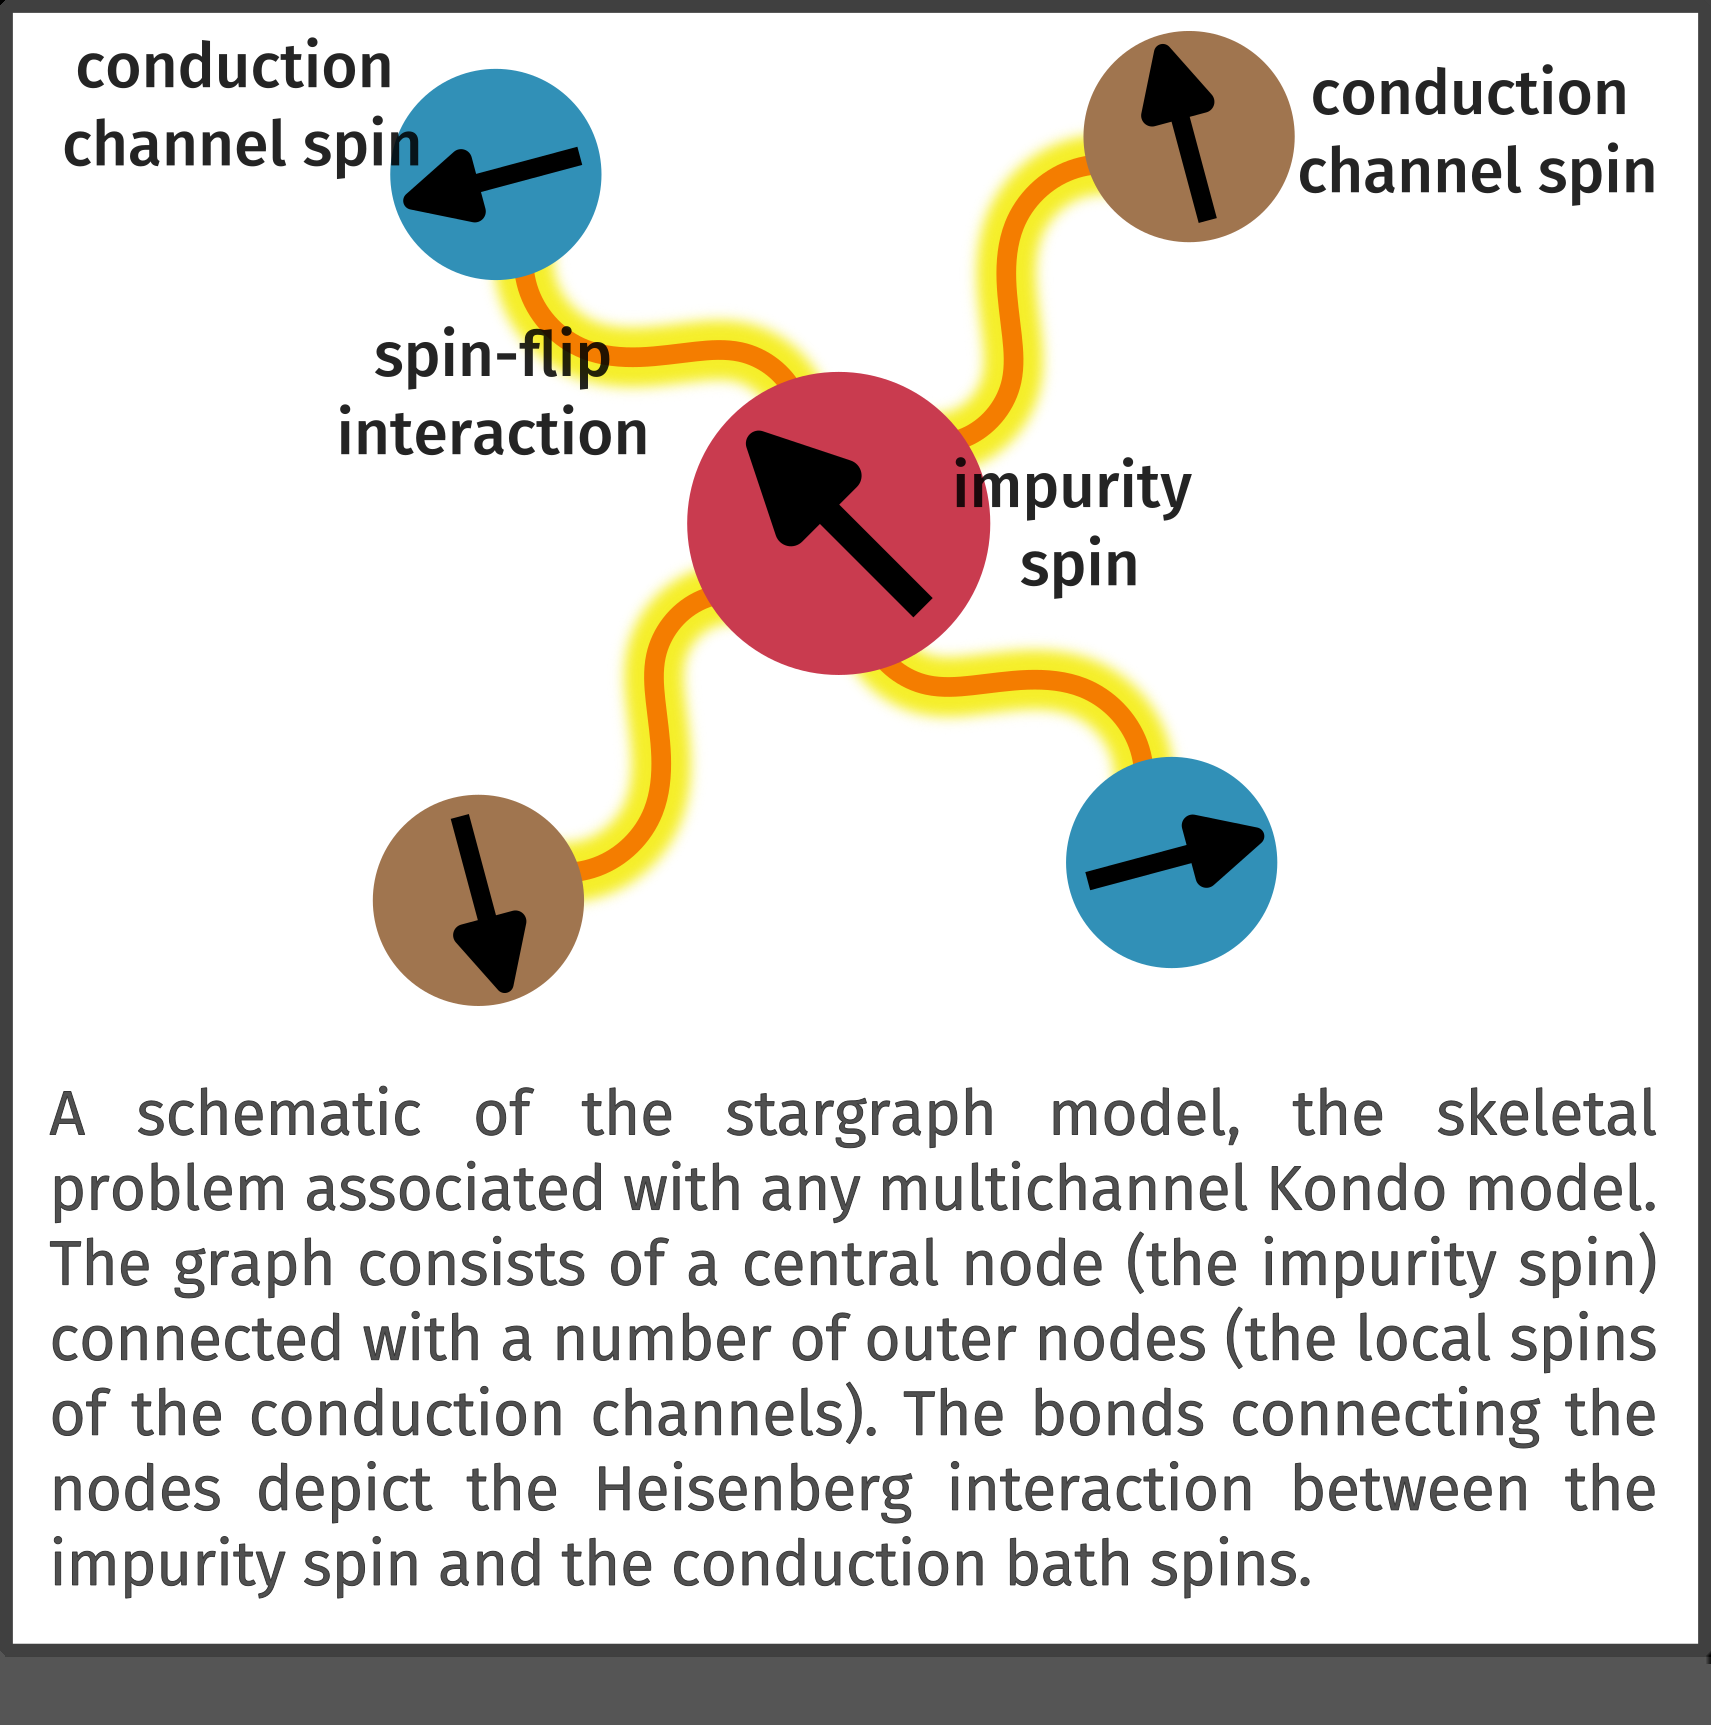 conduction
channel spin
conduction
channel spin
spin-flip
interaction
impurity
spin
A schematic of the stargraph model, the skeletal
problem associated with any multichannel Kondo model.
The graph consists of a central node (the impurity spin)
connected with a number of outer nodes (the local spins
of the conduction channels). The bonds connecting the
nodes depict the Heisenberg interaction between the
impurity spin and the conduction bath spins.